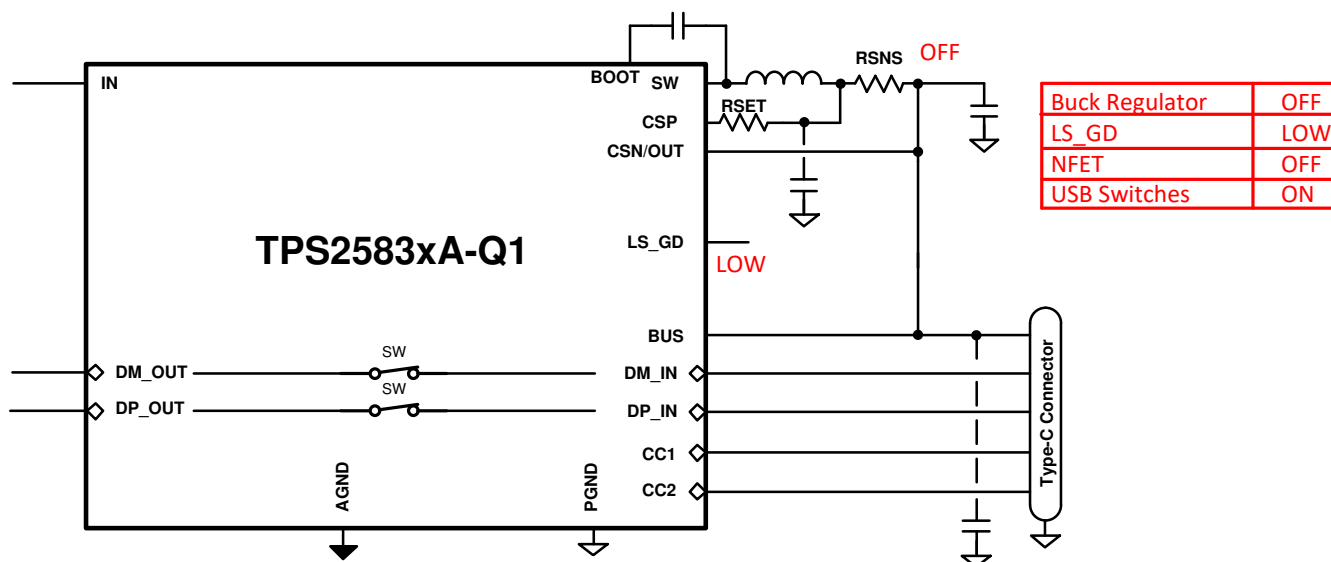 BOOT
IN
SW
RSNS
OFF
RSET
CSP
CSN/OUT
Buck Regulator OFF
LS_GD LOW
NFET OFF
USB Switches ON
TPS2583xA-Q1
LS_GD
LOW
BUS
SW
DM_OUT
DM_IN
SW
DP_OUT
DP_IN
CC1
CC2
AGND
PGND
Type-C Connector